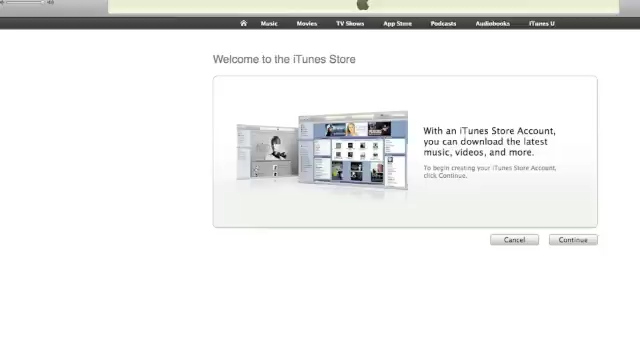 Music Movies TV Shows App Store Podcasts Audiobooks iTunes U
Welcome to the iTunes Store
With an iTunes Store Account,
you can download the latest
music, videos, and more.
To begin creating your iTunes Store Account,
click Continue.
Cancel Continue